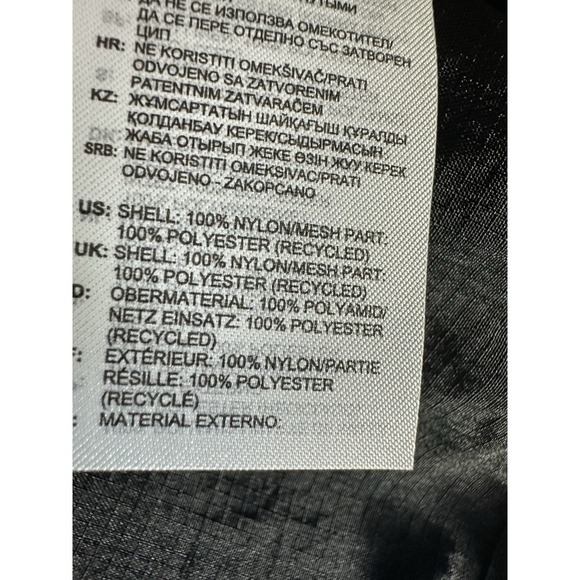 ДА НЕ СЕ ИЗПОЛЗВА ОМЕКОТИТЕЛ/
ДА СЕ ПЕРЕ ОТДЕЛНО СЪС ЗАТВОРЕН
ЦИП
HR: NE KORISTITI OMEKŠIVAČ/PRATI
ODVOJENO SA ZATVORENIM
PATENTNIM ZATVARAČEM
KZ: ЖҰМСАРТАТЫН ШАЙҚАҒЫШ ҚҰРАЛДЫ
ҚОЛДАНБАУ КЕРЕК/СЫДЫРМАСЫН
ЖАБА ОТЫРЫП ЖЕКЕ ӨЗІН ЖУУ КЕРЕК
SRB: NE KORISTITI OMEKSIVAC/PRATI
ODVOJENO - ZAKOPCANO
US: SHELL: 100% NYLON/MESH PART:
100% POLYESTER (RECYCLED)
UK: SHELL: 100% NYLON/MESH PART:
100% POLYESTER (RECYCLED)
D: OBERMATERIAL: 100% POLYAMID/
NETZ EINSATZ: 100% POLYESTER
(RECYCLED)
F: EXTÉRIEUR: 100% NYLON/PARTIE
RÉSILLE: 100% POLYESTER
(RECYCLÉ)
: MATERIAL EXTERNO: